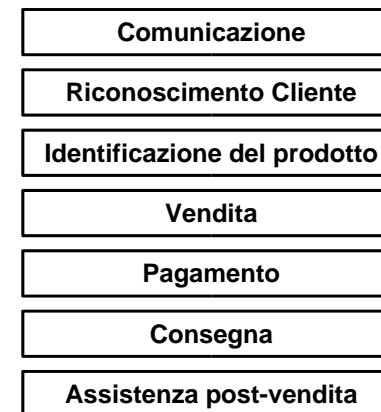 Comunicazione
Riconoscimento Cliente
Identificazione del prodotto
Vendita
Pagamento
Consegna
Assistenza post-vendita